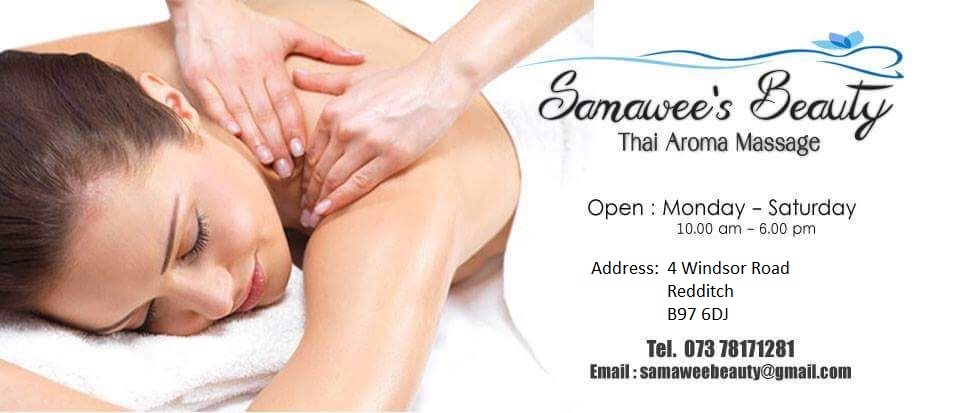 Samawee's Beauty
Thai Aroma Massage
Open : Monday – Saturday
10.00 am – 6.00 pm
Address: 4 Windsor Road
Redditch
B97 6DJ
Tel. 073 78171281
Email : samaweebeauty@gmail.com